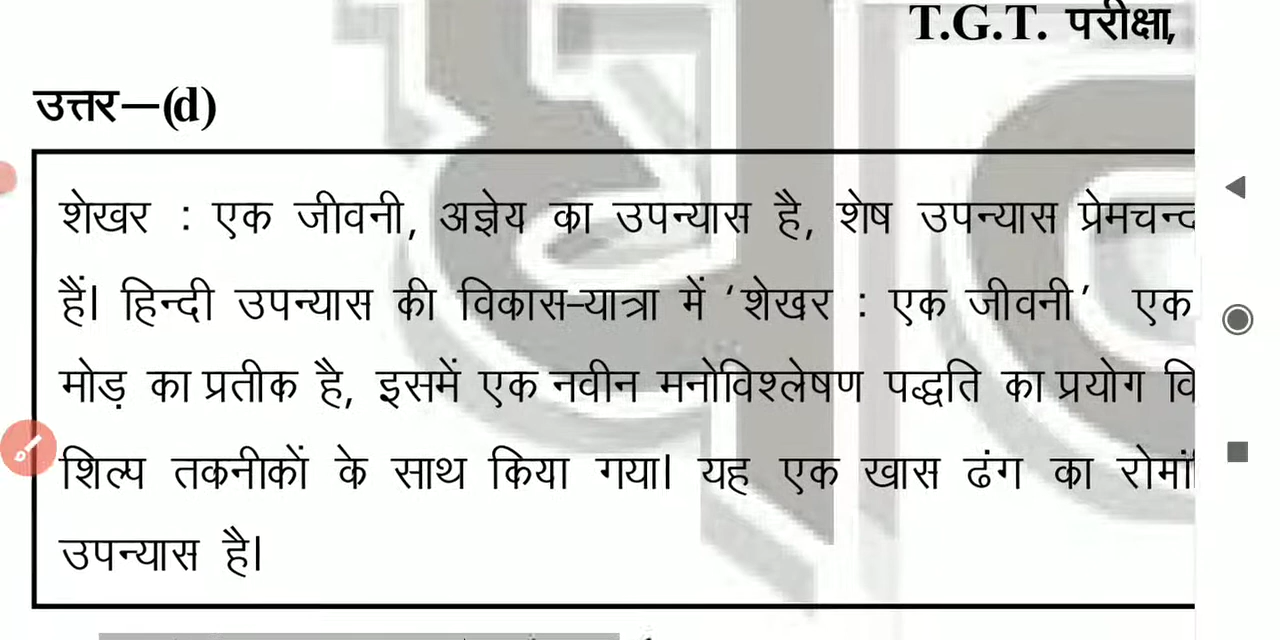 T.G.T. परीक्षा,
उत्तर—(d)
शेखर : एक जीवनी, अज्ञेय का उपन्यास है, शेष उपन्यास प्रेमचन्द
हैं। हिन्दी उपन्यास की विकास-यात्रा में ‘शेखर : एक जीवनी’ एक
मोड़ का प्रतीक है, इसमें एक नवीन मनोविश्लेषण पद्धति का प्रयोग
शिल्प तकनीकों के साथ किया गया। यह एक खास ढंग का
उपन्यास है।